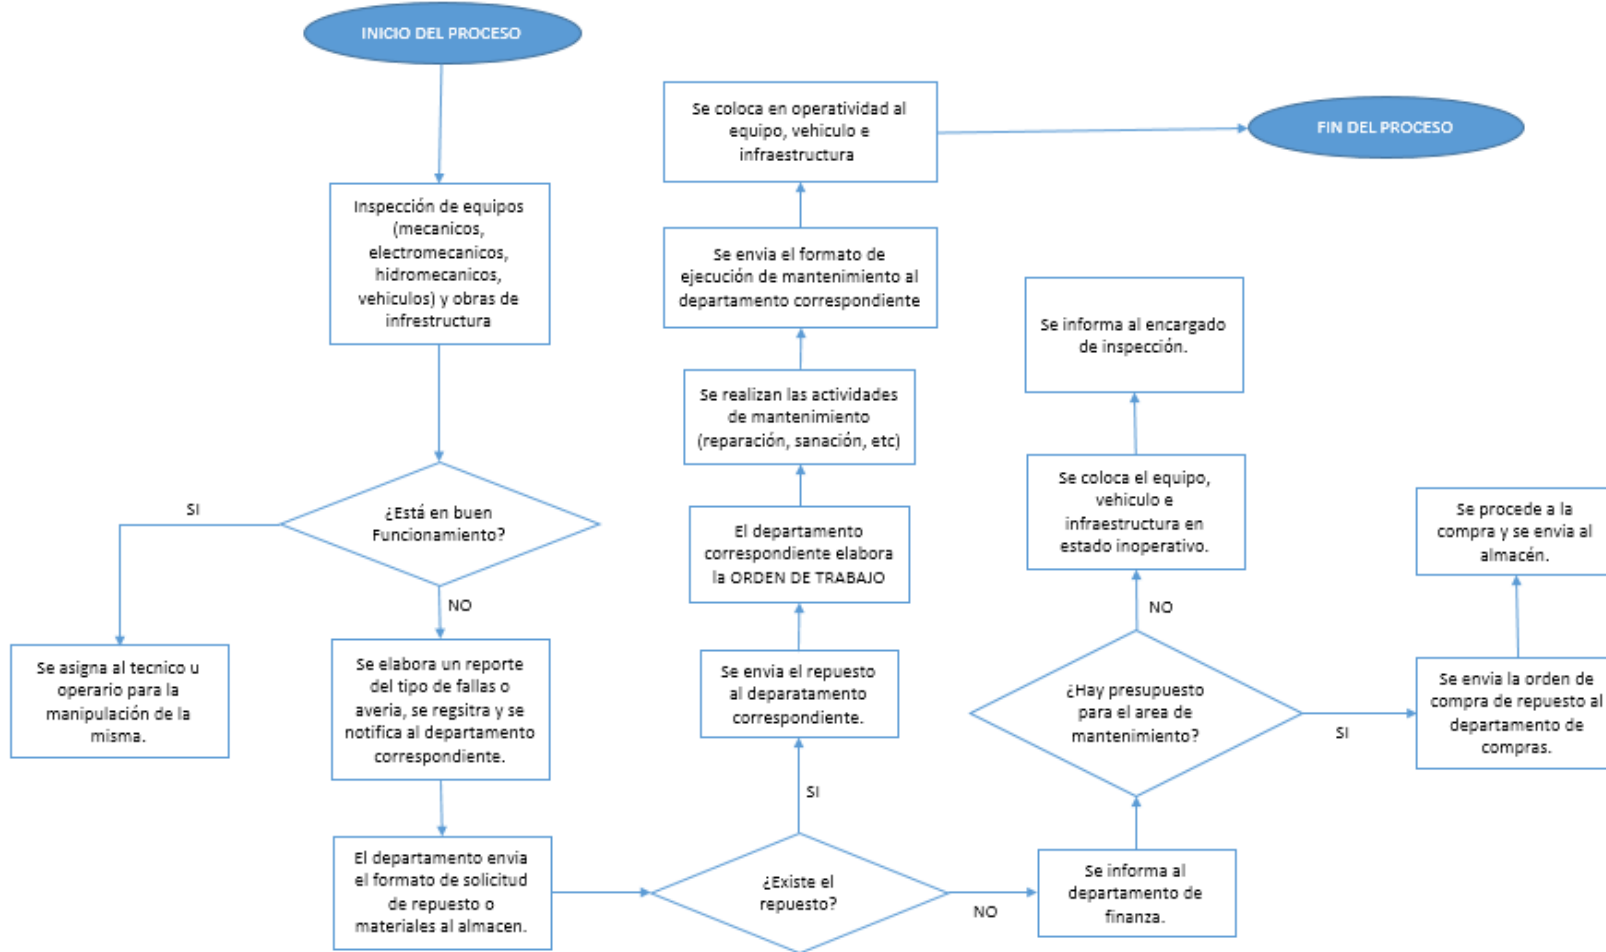 INICIO DEL PROCESO
Inspección de equipos
(mecanicos,
electromecanicos,
hidromecanicos,
vehiculos) y obras de
infrestructura
¿Está en buen
Funcionamiento?
SI
NO
Se asigna al tecnico u
operario para la
manipulación de la
misma.
Se elabora un reporte
del tipo de fallas o
averia, se regsitra y se
notifica al departamento
correspondiente.
El departamento envia
el formato de solicitud
de repuesto o
materiales al almacen.
¿Existe el
repuesto?
SI
NO
Se envia el repuesto
al deparatamento
correspondiente.
El departamento
correspondiente elabora
la ORDEN DE TRABAJO
Se realizan las actividades
de mantenimiento
(reparación, sanación, etc)
Se envia el formato de
ejecución de mantenimiento al
departamento correspondiente
Se coloca en operatividad al
equipo, vehiculo e
infraestructura
FIN DEL PROCESO
Se informa al
departamento de
finanza.
¿Hay presupuesto
para el area de
mantenimiento?
NO
SI
Se coloca el equipo,
vehiculo e
infraestructura en
estado inoperativo.
Se informa al encargado
de inspección.
Se envia la orden de
compra de repuesto al
departamento de
compras.
Se procede a la
compra y se envia al
almacén.